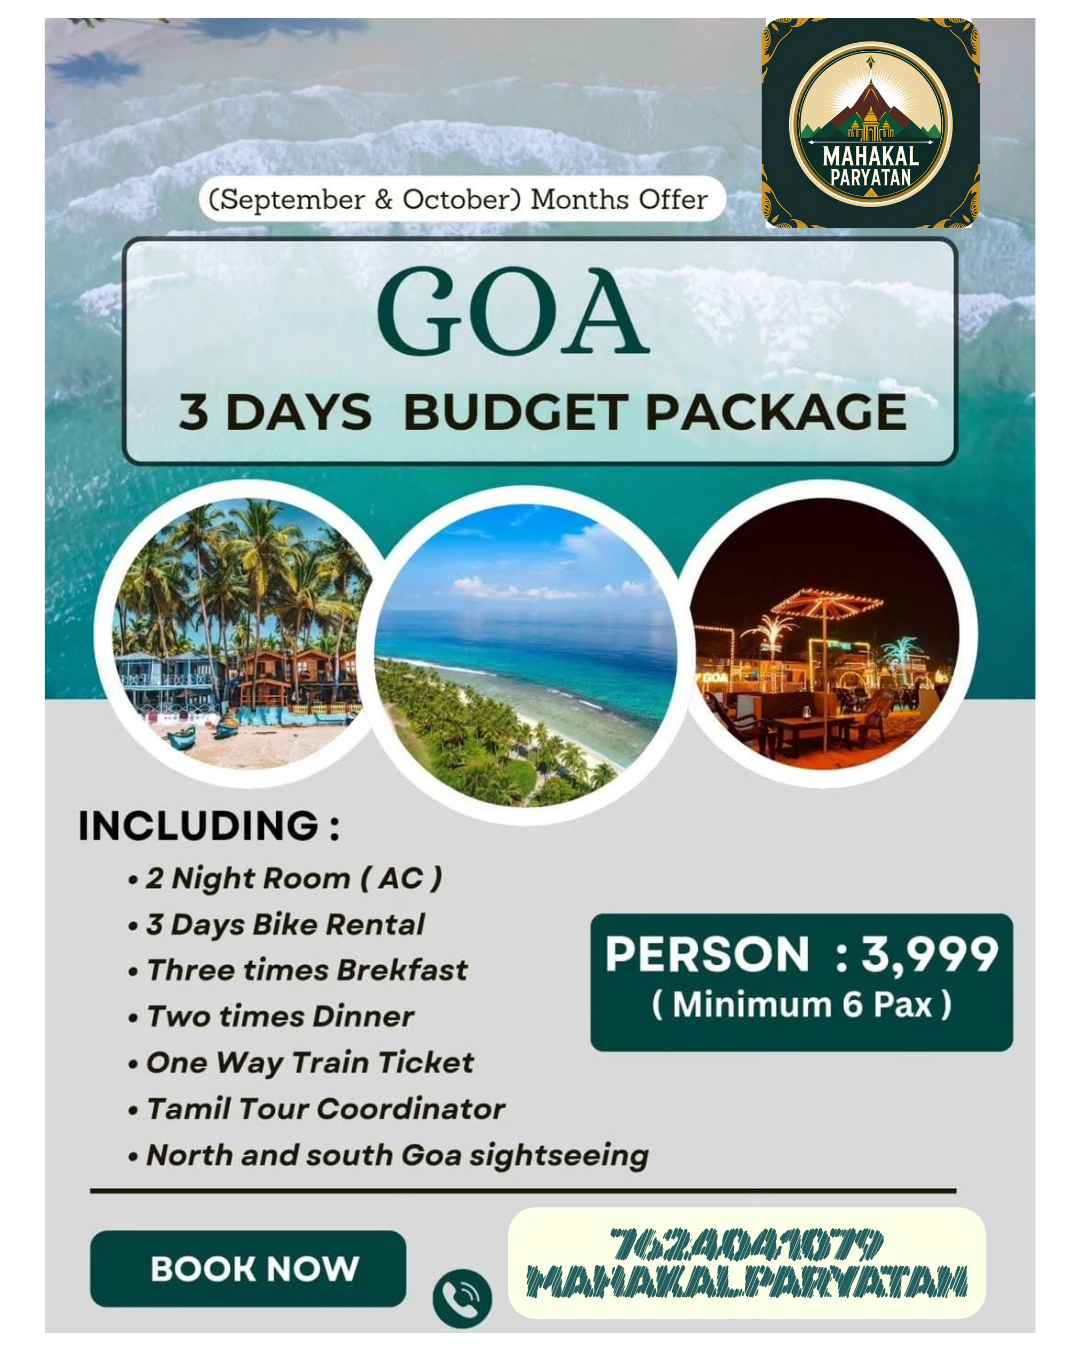 MAHAKAL
PARYATAN
(September & October) Months Offer
GOA
3 DAYS BUDGET PACKAGE
GOA
INCLUDING :
• 2 Night Room ( AC )
• 3 Days Bike Rental
• Three times Brekfast
• Two times Dinner
• One Way Train Ticket
• Tamil Tour Coordinator
• North and south Goa sightseeing
PERSON : 3,999
( Minimum 6 Pax )
BOOK NOW
7624041079
MAHAKAL.PARYATAN